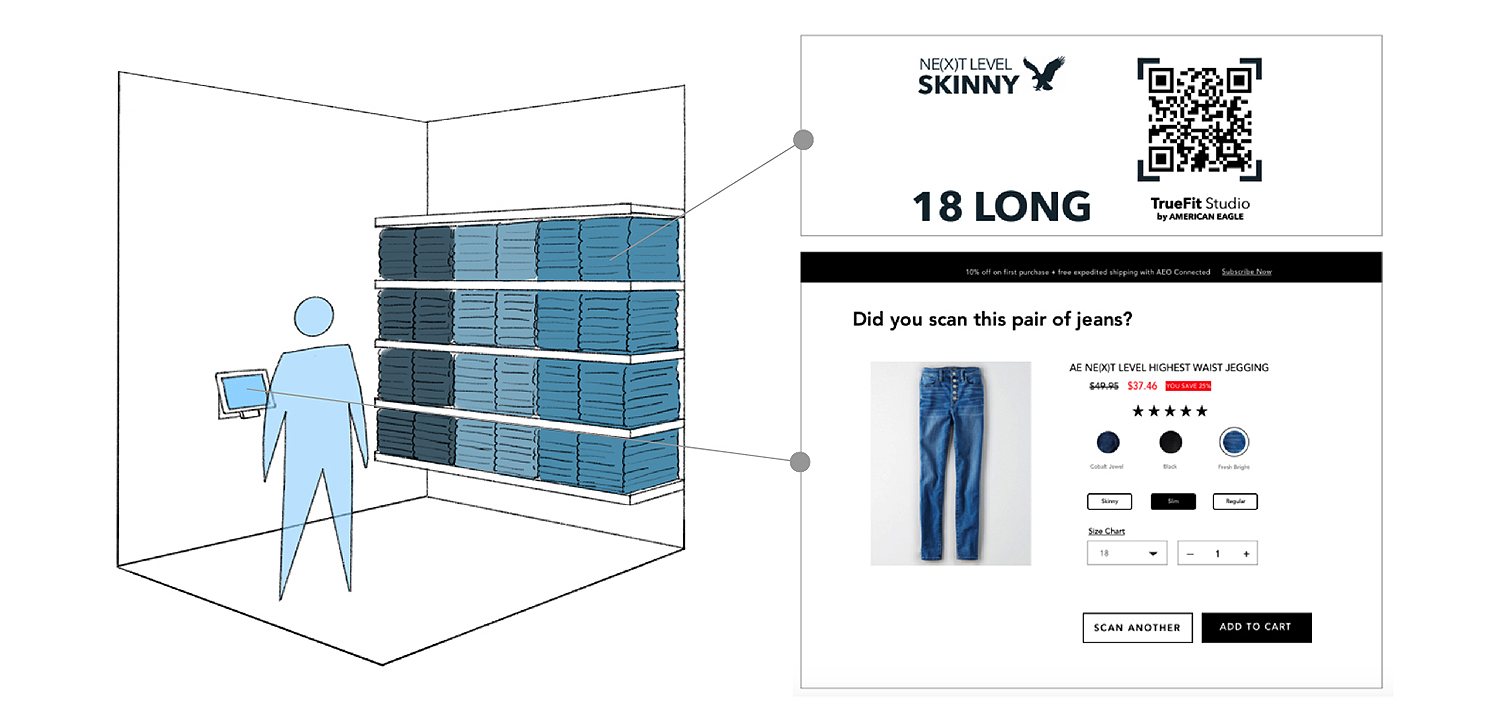 NE(X)T LEVEL
SKINNY
18 LONG
TrueFit Studio
by AMERICAN EAGLE
10% off on first purchase + free expedited shipping with AEO Connected Subscribe Now
Did you scan this pair of jeans?
AE NE(X)T LEVEL HIGHEST WAIST JEGGING
$49.95 $37.46 YOU SAVE 25%
Cobalt Jewel Black Fresh Bright
Skinny Slim Regular
Size Chart
18 – 1 +
SCAN ANOTHER ADD TO CART